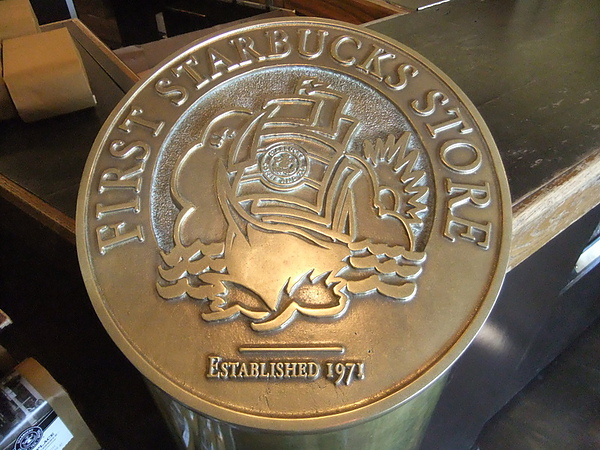 FIRST STARBUCKS STORE
ESTABLISHED 1971